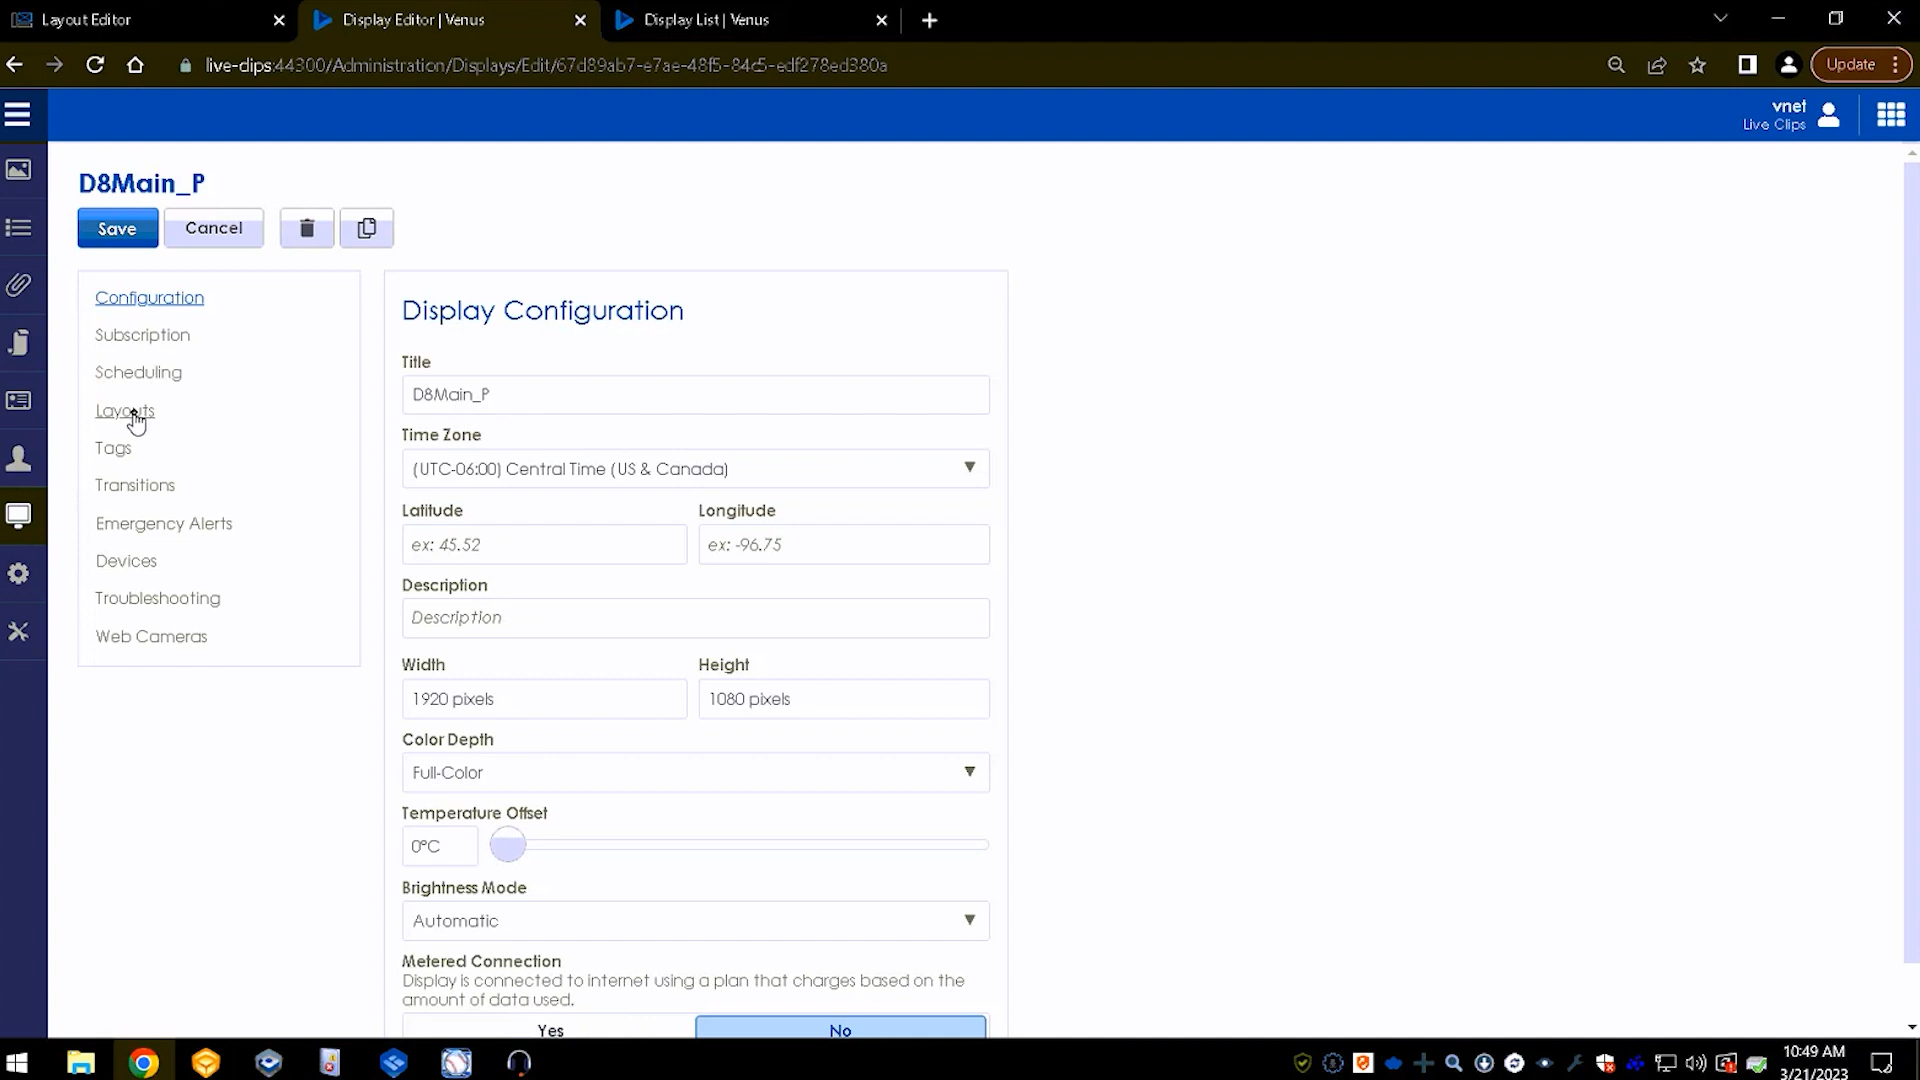 Layout Editor
Display Editor | Venus
Display List | Venus
live-clips:44300/Administration/Displays/Edit/67d89ab7-e7ae-48f5-84c5-edf278ed380a
Update
vnet
Live Clips
D8Main_P
Save
Cancel
Configuration
Subscription
Scheduling
Layouts
Tags
Transitions
Emergency Alerts
Devices
Troubleshooting
Web Cameras
Display Configuration
Title
D8Main_P
Time Zone
(UTC-06:00) Central Time (US & Canada)
Latitude
Longitude
ex: 45.52
ex: -96.75
Description
Description
Width
Height
1920 pixels
1080 pixels
Color Depth
Full-Color
Temperature Offset
0°C
Brightness Mode
Automatic
Metered Connection
Display is connected to internet using a plan that charges based on the
amount of data used.
Yes
No
10:49 AM
3/21/2023